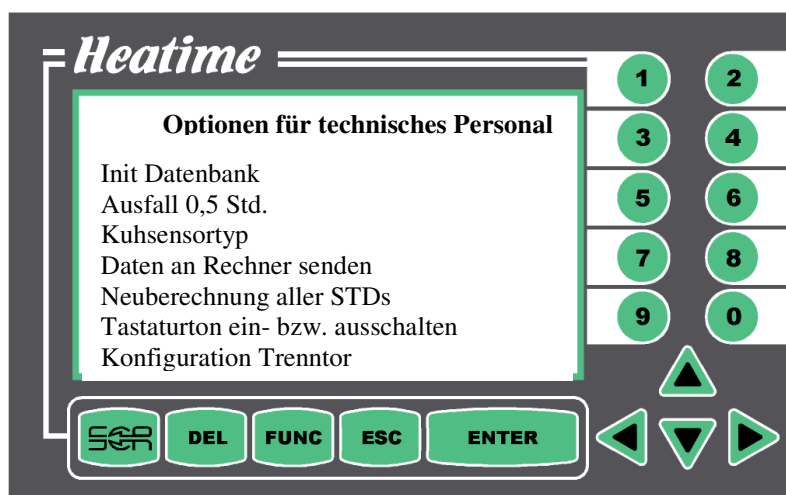 Heatime
Optionen für technisches Personal
Init Datenbank
Ausfall 0,5 Std.
Kuhsensortyp
Daten an Rechner senden
Neuberechnung aller STDs
Tastaturton ein- bzw. ausschalten
Konfiguration Trenntor
1 2
3 4
5 6
7 8
9 0
SCR DEL FUNC ESC ENTER